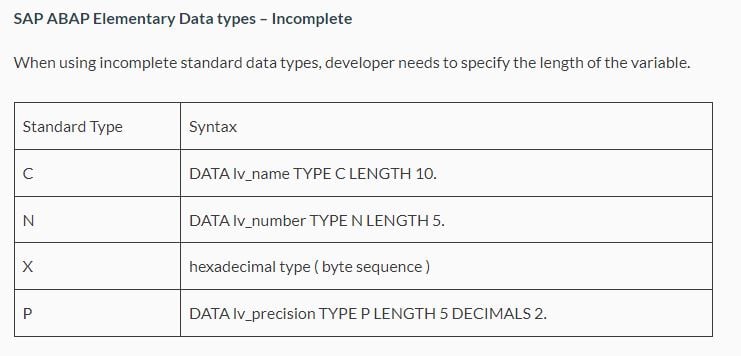 SAP ABAP Elementary Data types – Incomplete
When using incomplete standard data types, developer needs to specify the length of the variable.
Standard Type Syntax
C DATA lv_name TYPE C LENGTH 10.
N DATA lv_number TYPE N LENGTH 5.
X hexadecimal type ( byte sequence )
P DATA lv_precision TYPE P LENGTH 5 DECIMALS 2.